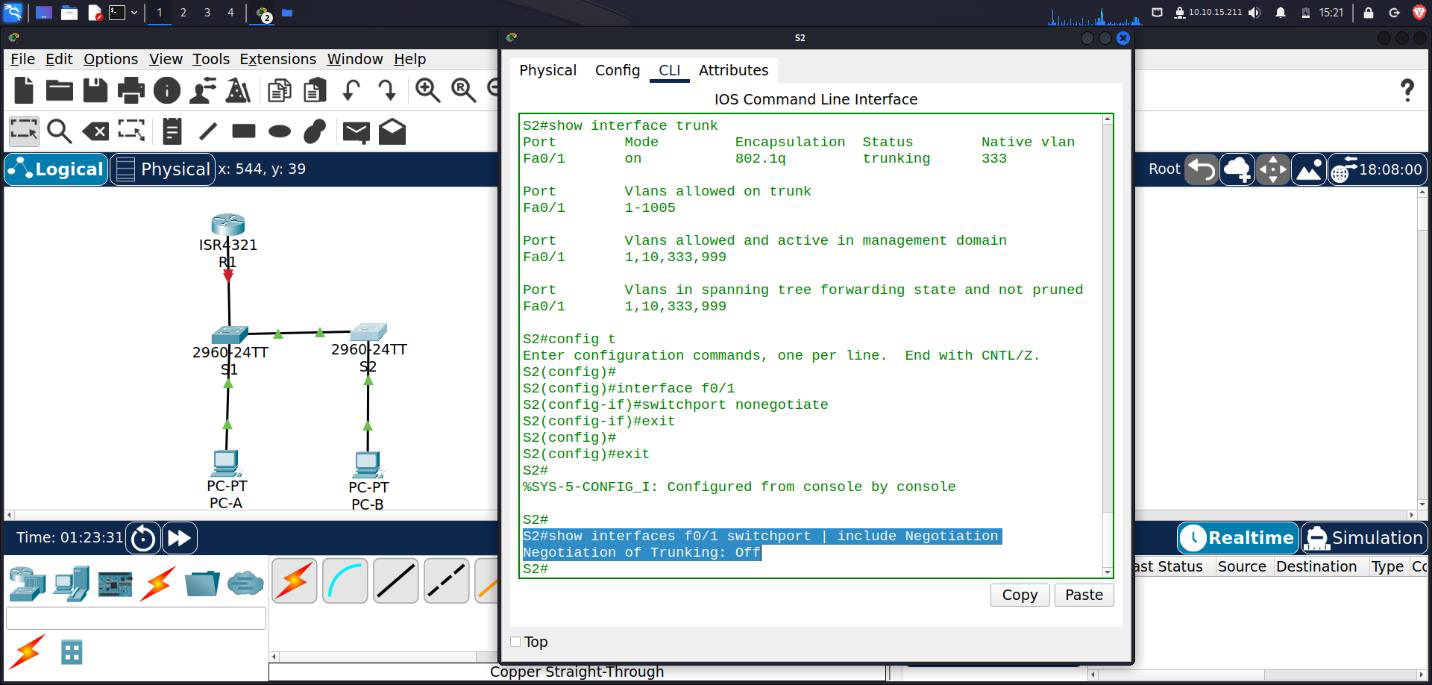 1 2 3 4 2 10.10.15.211 15:21
S2
File Edit Options View Tools Extensions Window Help
Physical Config CLI Attributes
IOS Command Line Interface
Logical Physical x: 544, y: 39
Root 18:08:00
ISR4321
R1
2960-24TT
S1
2960-24TT
S2
PC-PT
PC-A
PC-PT
PC-B
S2#show interface trunk
Port Mode Encapsulation Status Native vlan
Fa0/1 on 802.1q trunking 333
Port Vlans allowed on trunk
Fa0/1 1-1005
Port Vlans allowed and active in management domain
Fa0/1 1,10,333,999
Port Vlans in spanning tree forwarding state and not pruned
Fa0/1 1,10,333,999
S2#config t
Enter configuration commands, one per line. End with CNTL/Z.
S2(config)#
S2(config)#interface f0/1
S2(config-if)#switchport nonegotiate
S2(config-if)#exit
S2(config)#
S2(config)#exit
S2#
%SYS-5-CONFIG_I: Configured from console by console
S2#
S2#show interfaces f0/1 switchport | include Negotiation
Negotiation of Trunking: Off
S2#
Copy Paste
Top
Time: 01:23:31
Realtime Simulation
ast Status Source Destination Type Co
Copper Straight-Through